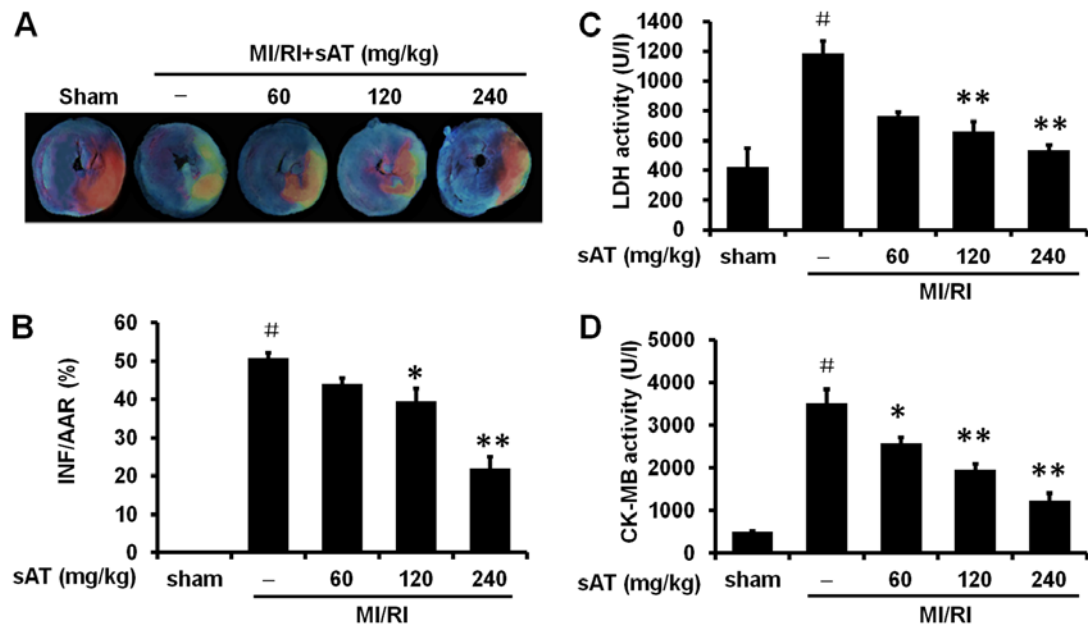 A
MI/RI+sAT (mg/kg)
Sham – 60 120 240
B
INF/AAR (%)
60
50
40
30
20
10
0
#
*
**
sAT (mg/kg) sham – 60 120 240
MI/RI
C
LDH activity (U/l)
1400
1200
1000
800
600
400
200
0
#
**
**
sAT (mg/kg) sham – 60 120 240
MI/RI
D
CK-MB activity (U/l)
5000
4000
3000
2000
1000
0
#
*
**
**
sAT (mg/kg) sham – 60 120 240
MI/RI